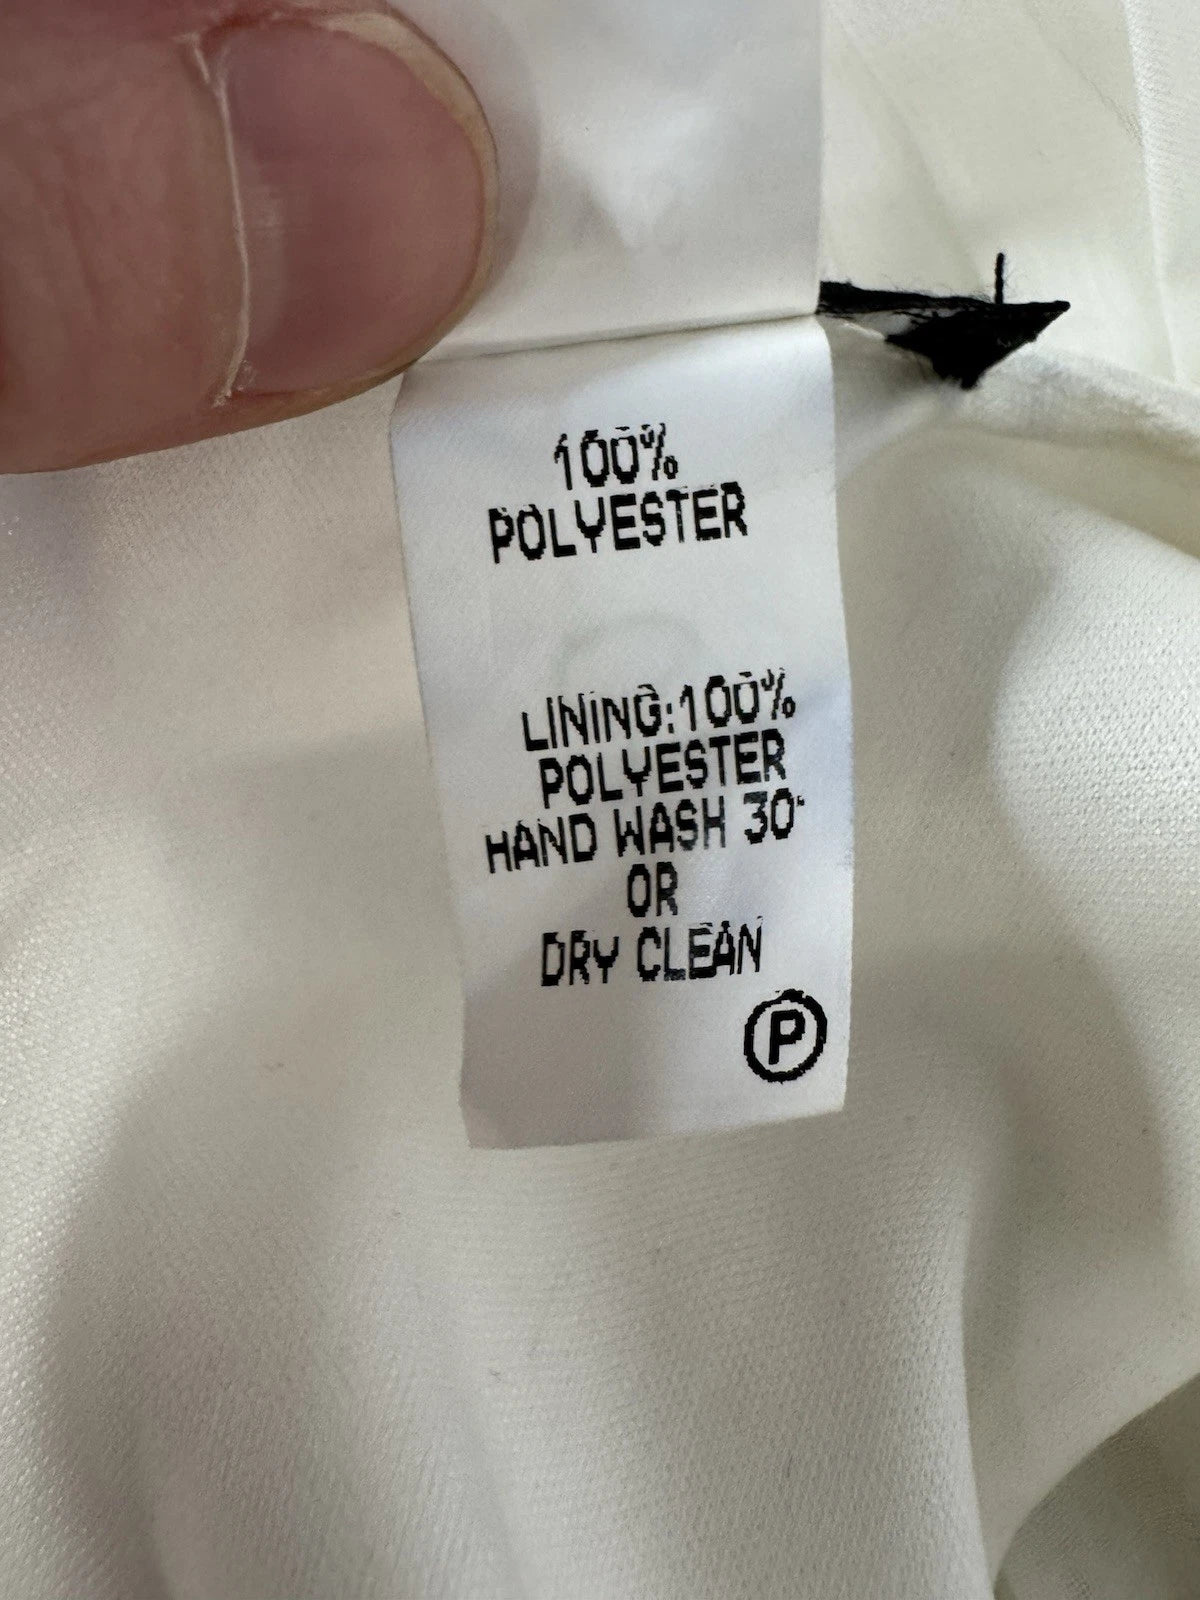 100%
POLYESTER
LINING:100%
POLYESTER
HAND WASH 30°
OR
DRY CLEAN
P